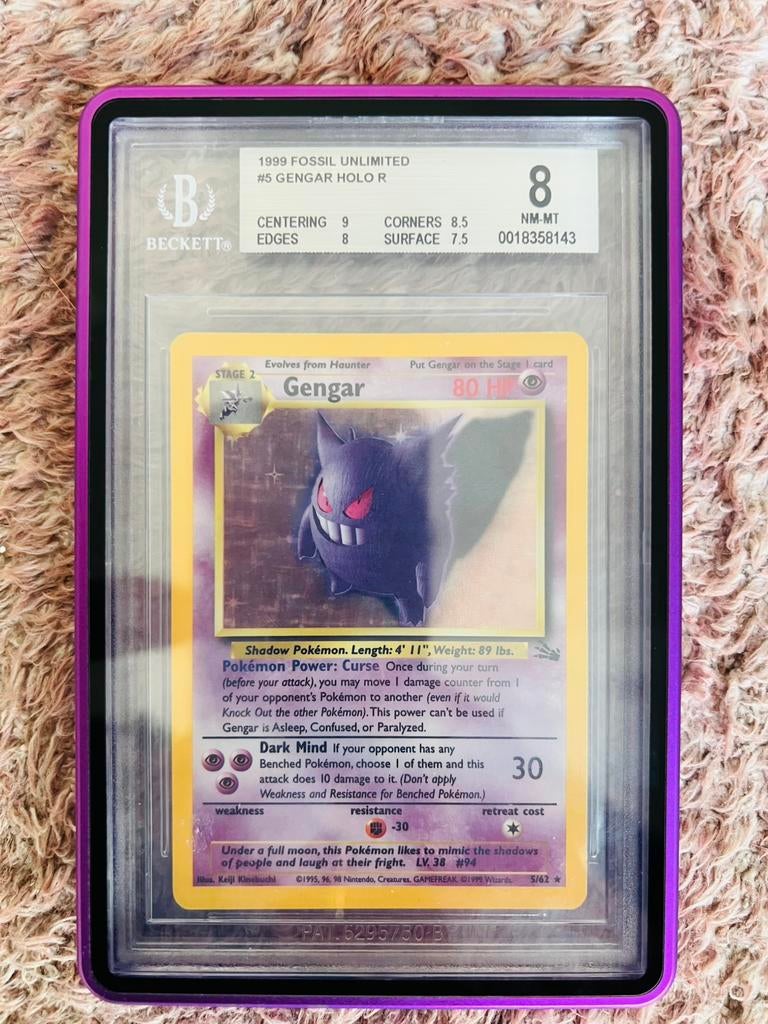 1999 FOSSIL UNLIMITED
#5 GENGAR HOLO R
8
NM-MT
CENTERING 9 CORNERS 8.5
EDGES 8 SURFACE 7.5 0018358143
B
BECKETT®
Evolves from Haunter Put Gengar on the Stage 1 card
STAGE 2
Gengar 80 HP
Shadow Pokémon. Length: 4' 11", Weight: 89 lbs.
Pokémon Power: Curse Once during your turn
(before your attack), you may move 1 damage counter from 1
of your opponent's Pokémon to another (even if it would
Knock Out the other Pokémon). This power can't be used if
Gengar is Asleep, Confused, or Paralyzed.
Dark Mind If your opponent has any
Benched Pokémon, choose 1 of them and this
attack does 10 damage to it. (Don't apply
Weakness and Resistance for Benched Pokémon.)
30
weakness resistance retreat cost
-30
Under a full moon, this Pokémon likes to mimic the shadows
of people and laugh at their fright. LV. 38 #94
Illus. Keiji Kinebuchi ©1995, 96, 98 Nintendo, Creatures, GAMEFREAK. ©1999 Wizards. 5/62 ★